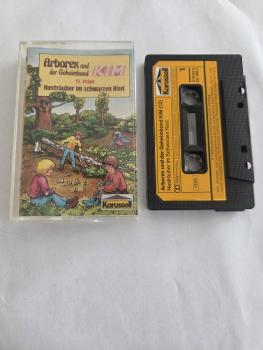 Arborex und
der Geheimbund KIM
12. Folge
Nesträuber im schwarzen Ried
Karussell
1
Karussell
Arborex und der Geheimbund KIM (12)
Nesträuber im Schwarzen Ried